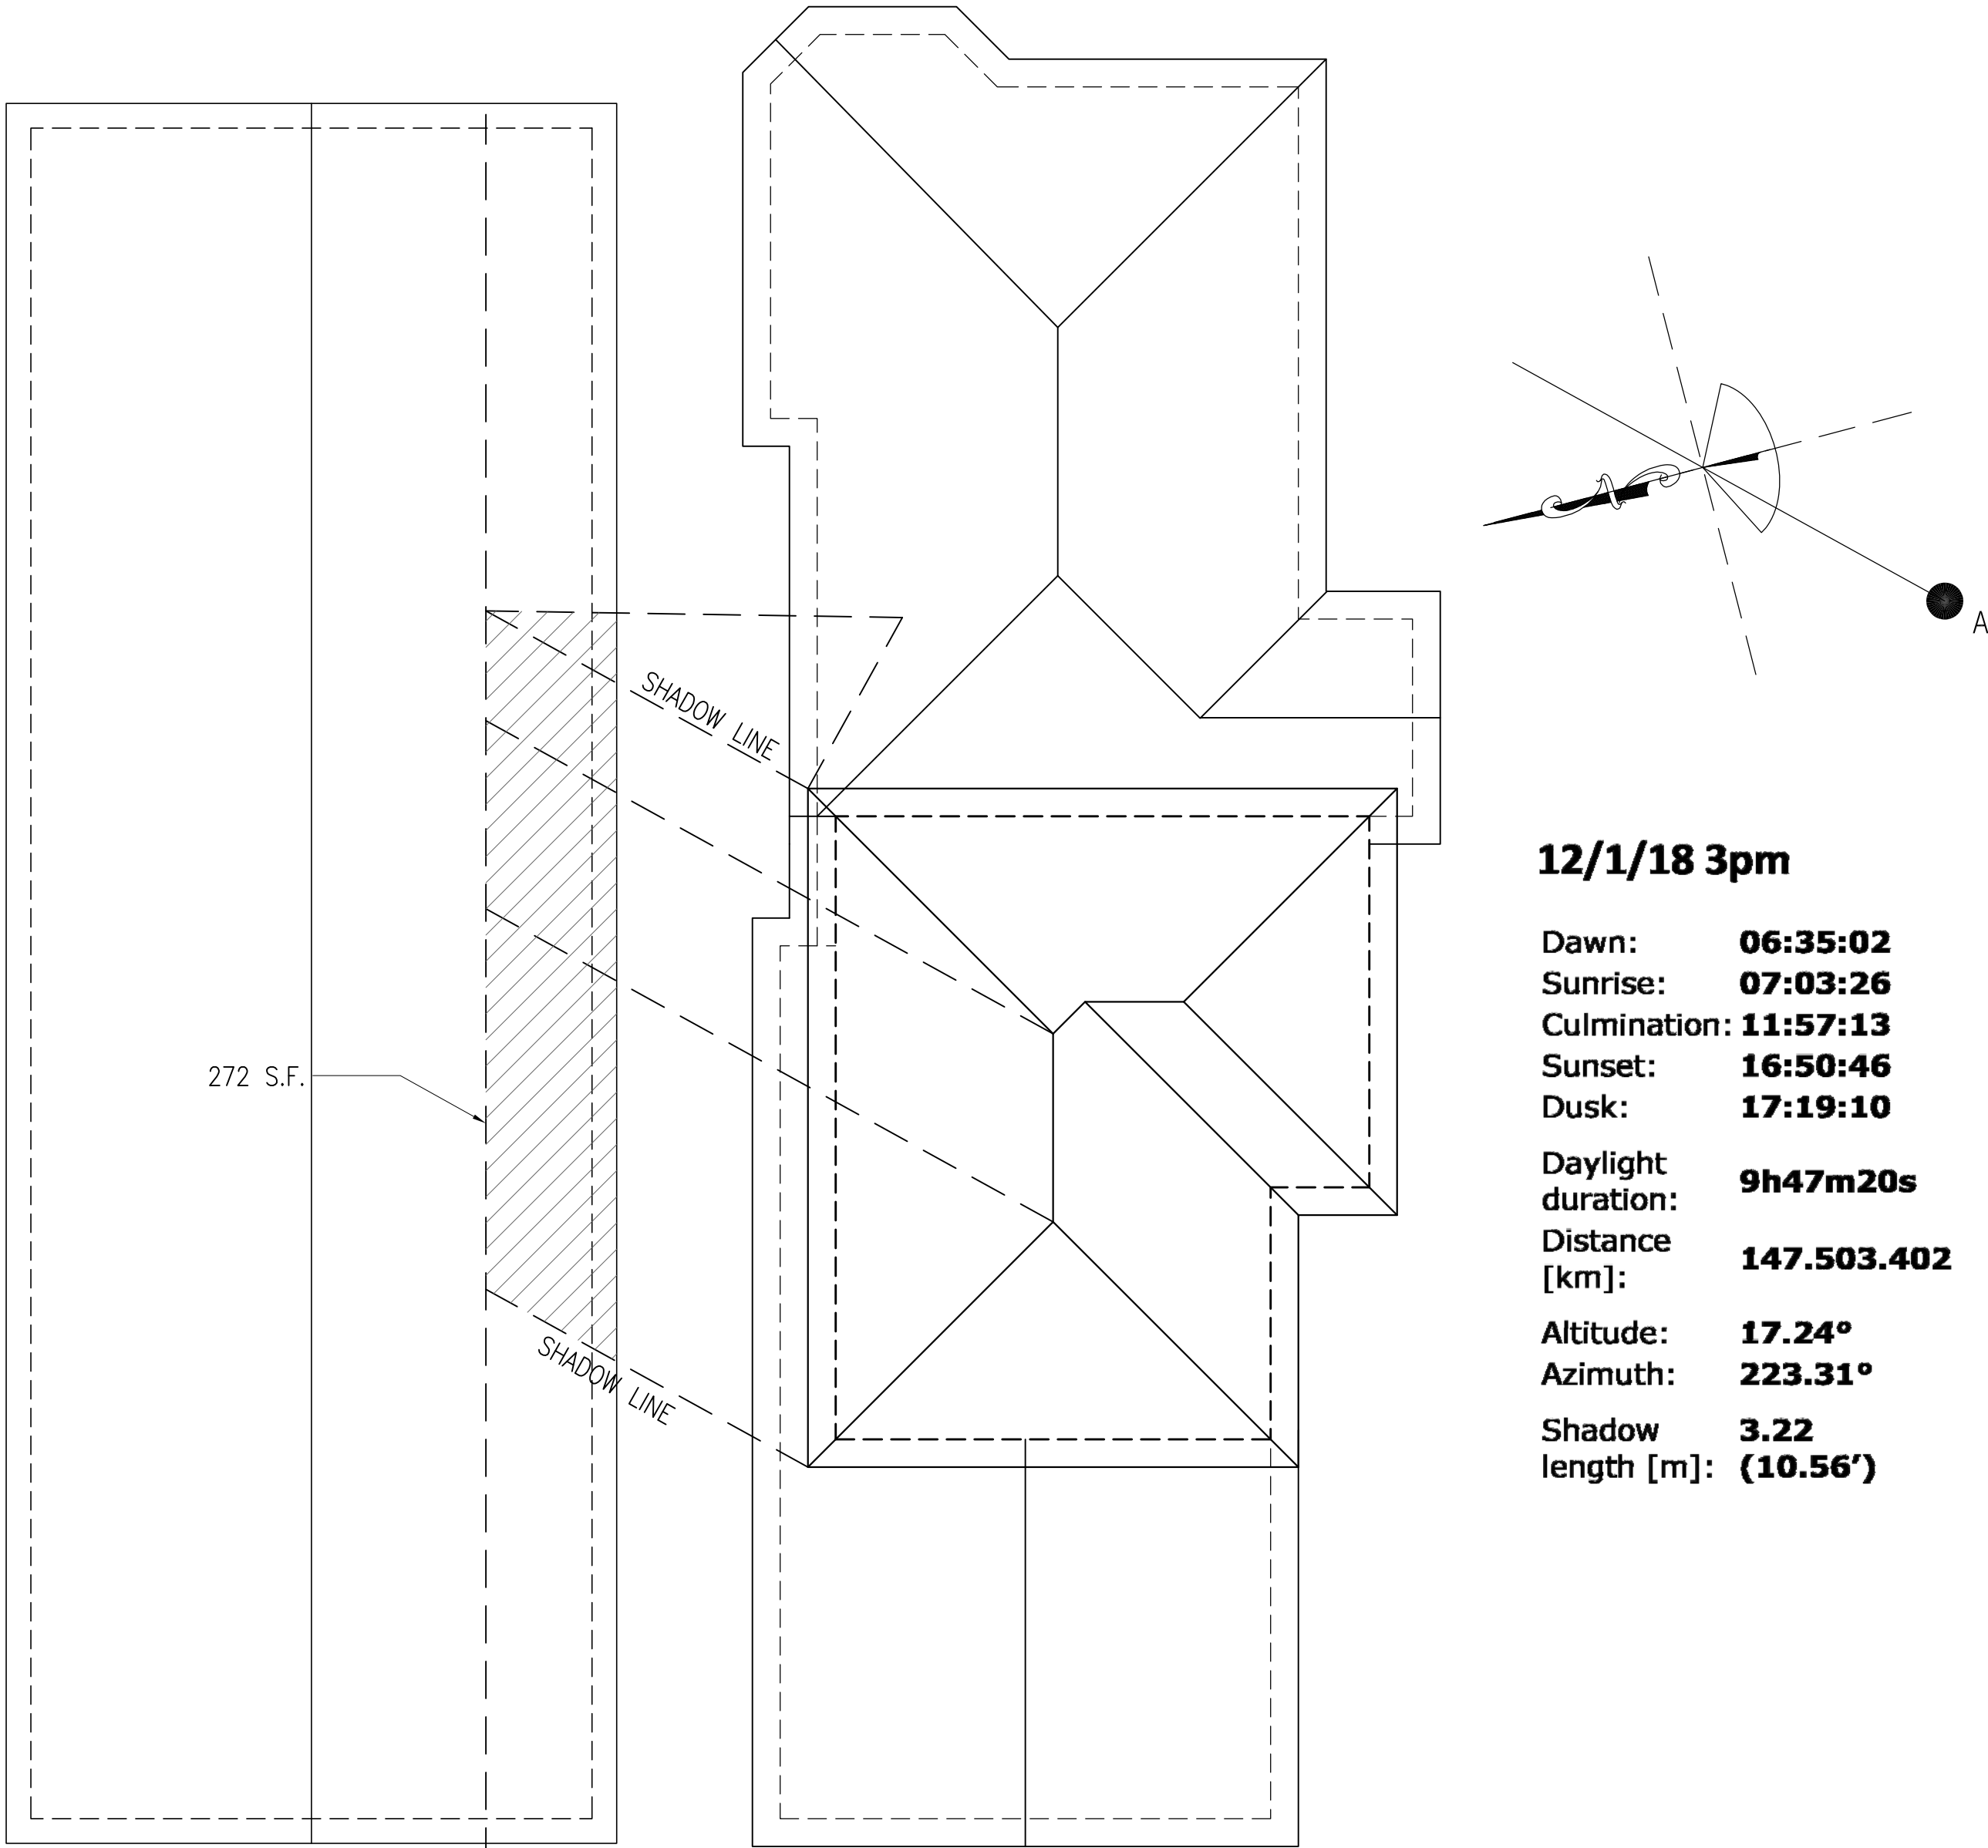 SHADOW LINE
272 S.F.
SHADOW LINE
N
A
12/1/18 3pm
Dawn: 06:35:02
Sunrise: 07:03:26
Culmination: 11:57:13
Sunset: 16:50:46
Dusk: 17:19:10
Daylight
duration: 9h47m20s
Distance
[km]: 147.503.402
Altitude: 17.24°
Azimuth: 223.31°
Shadow 3.22
length [m]: (10.56’)